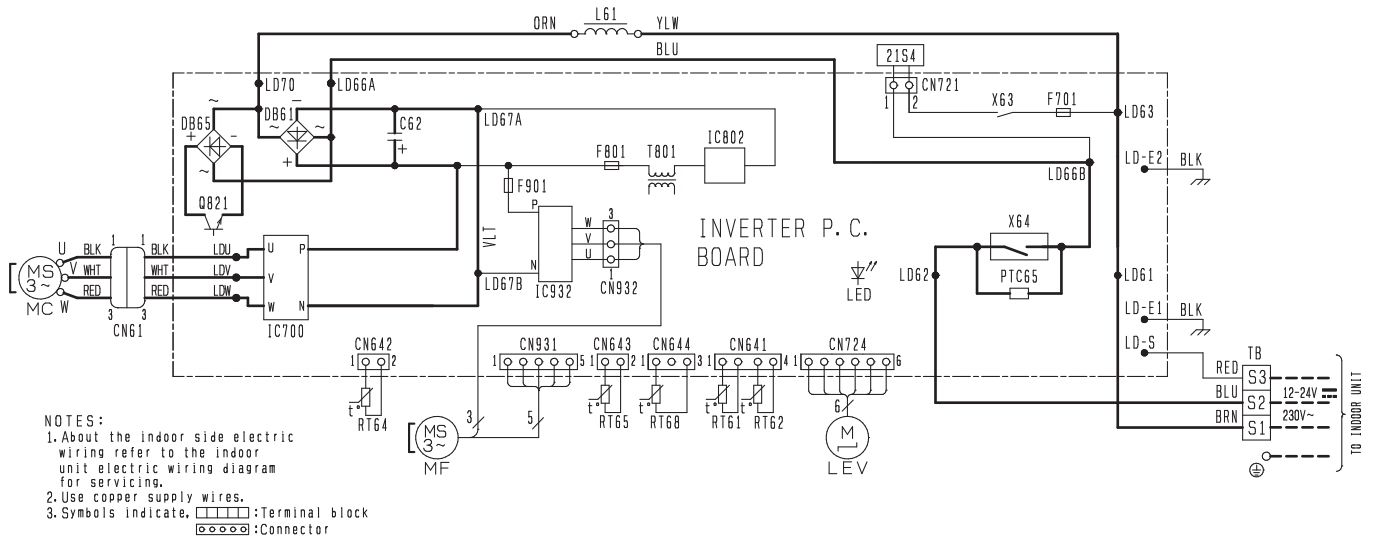 ORN L61 YLW
BLU
21S4
CN721
1 2
X63 F701
LD63
LD70 LD66A
~ - 
DB65 DB61
+ - ~ ~
~ +
C62
+
LD67A
IC802
F801 T801
LD-E2 BLK
LD66B
Q821
F901
P
N
VLT
LD67B
IC932
W 3
V
U
1
CN932
INVERTER P. C.
BOARD
LED
X64
PTC65
LD62
LD61
LD-E1 BLK
LD-S
U BLK 1 1 BLK LDU U P
MS
3~
V WHT WHT LDV V
W RED 3 3 RED LDW W N
MC
CN61
IC700
CN642
1 2
t°
RT64
CN931
1 5
CN643
1 2
t°
RT65
CN644
1 3
t°
RT68
CN641
1 4
t° t°
RT61 RT62
CN724
1 6
6
M
LEV
3 5
MS
3~
MF
TB
RED S3
12-24V
BLU S2
230V~
BRN S1
TO INDOOR UNIT
NOTES:
1. About the indoor side electric
wiring refer to the indoor
unit electric wiring diagram
for servicing.
2. Use copper supply wires.
3. Symbols indicate. :Terminal block
:Connector